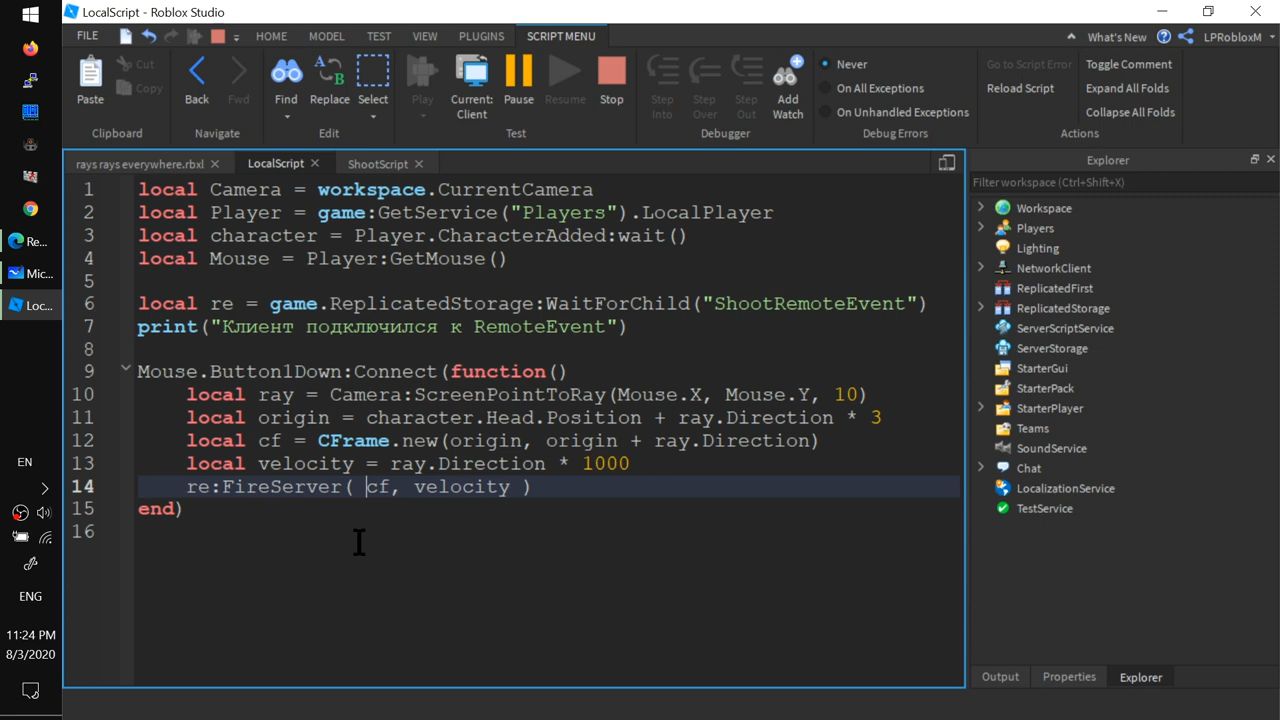 LocalScript - Roblox Studio
FILE HOME MODEL TEST VIEW PLUGINS SCRIPT MENU What's New LPRobloxM
Paste Cut Copy Back Fwd Find Replace Select Play Current: Client Pause Resume Stop Step Into Step Over Step Out Add Watch Never On All Exceptions On Unhandled Exceptions Go to Script Error Reload Script Toggle Comment Expand All Folds Collapse All Folds
Clipboard Navigate Edit Test Debugger Debug Errors Actions
rays rays everywhere.rbxl LocalScript ShootScript
1 local Camera = workspace.CurrentCamera
2 local Player = game:GetService("Players").LocalPlayer
3 local character = Player.CharacterAdded:wait()
4 local Mouse = Player:GetMouse()
5
6 local re = game.ReplicatedStorage:WaitForChild("ShootRemoteEvent")
7 print("Клиент подключился к RemoteEvent")
8
9 Mouse.Button1Down:Connect(function()
10 local ray = Camera:ScreenPointToRay(Mouse.X, Mouse.Y, 10)
11 local origin = character.Head.Position + ray.Direction * 3
12 local cf = CFrame.new(origin, origin + ray.Direction)
13 local velocity = ray.Direction * 1000
14 re:FireServer( cf, velocity )
15 end)
16
Explorer
Filter workspace (Ctrl+Shift+X)
Workspace
Players
Lighting
NetworkClient
ReplicatedFirst
ReplicatedStorage
ServerScriptService
ServerStorage
StarterGui
StarterPack
StarterPlayer
Teams
SoundService
Chat
LocalizationService
TestService
Output Properties Explorer
Re...
Mic...
Loc...
EN
ENG
11:24 PM
8/3/2020